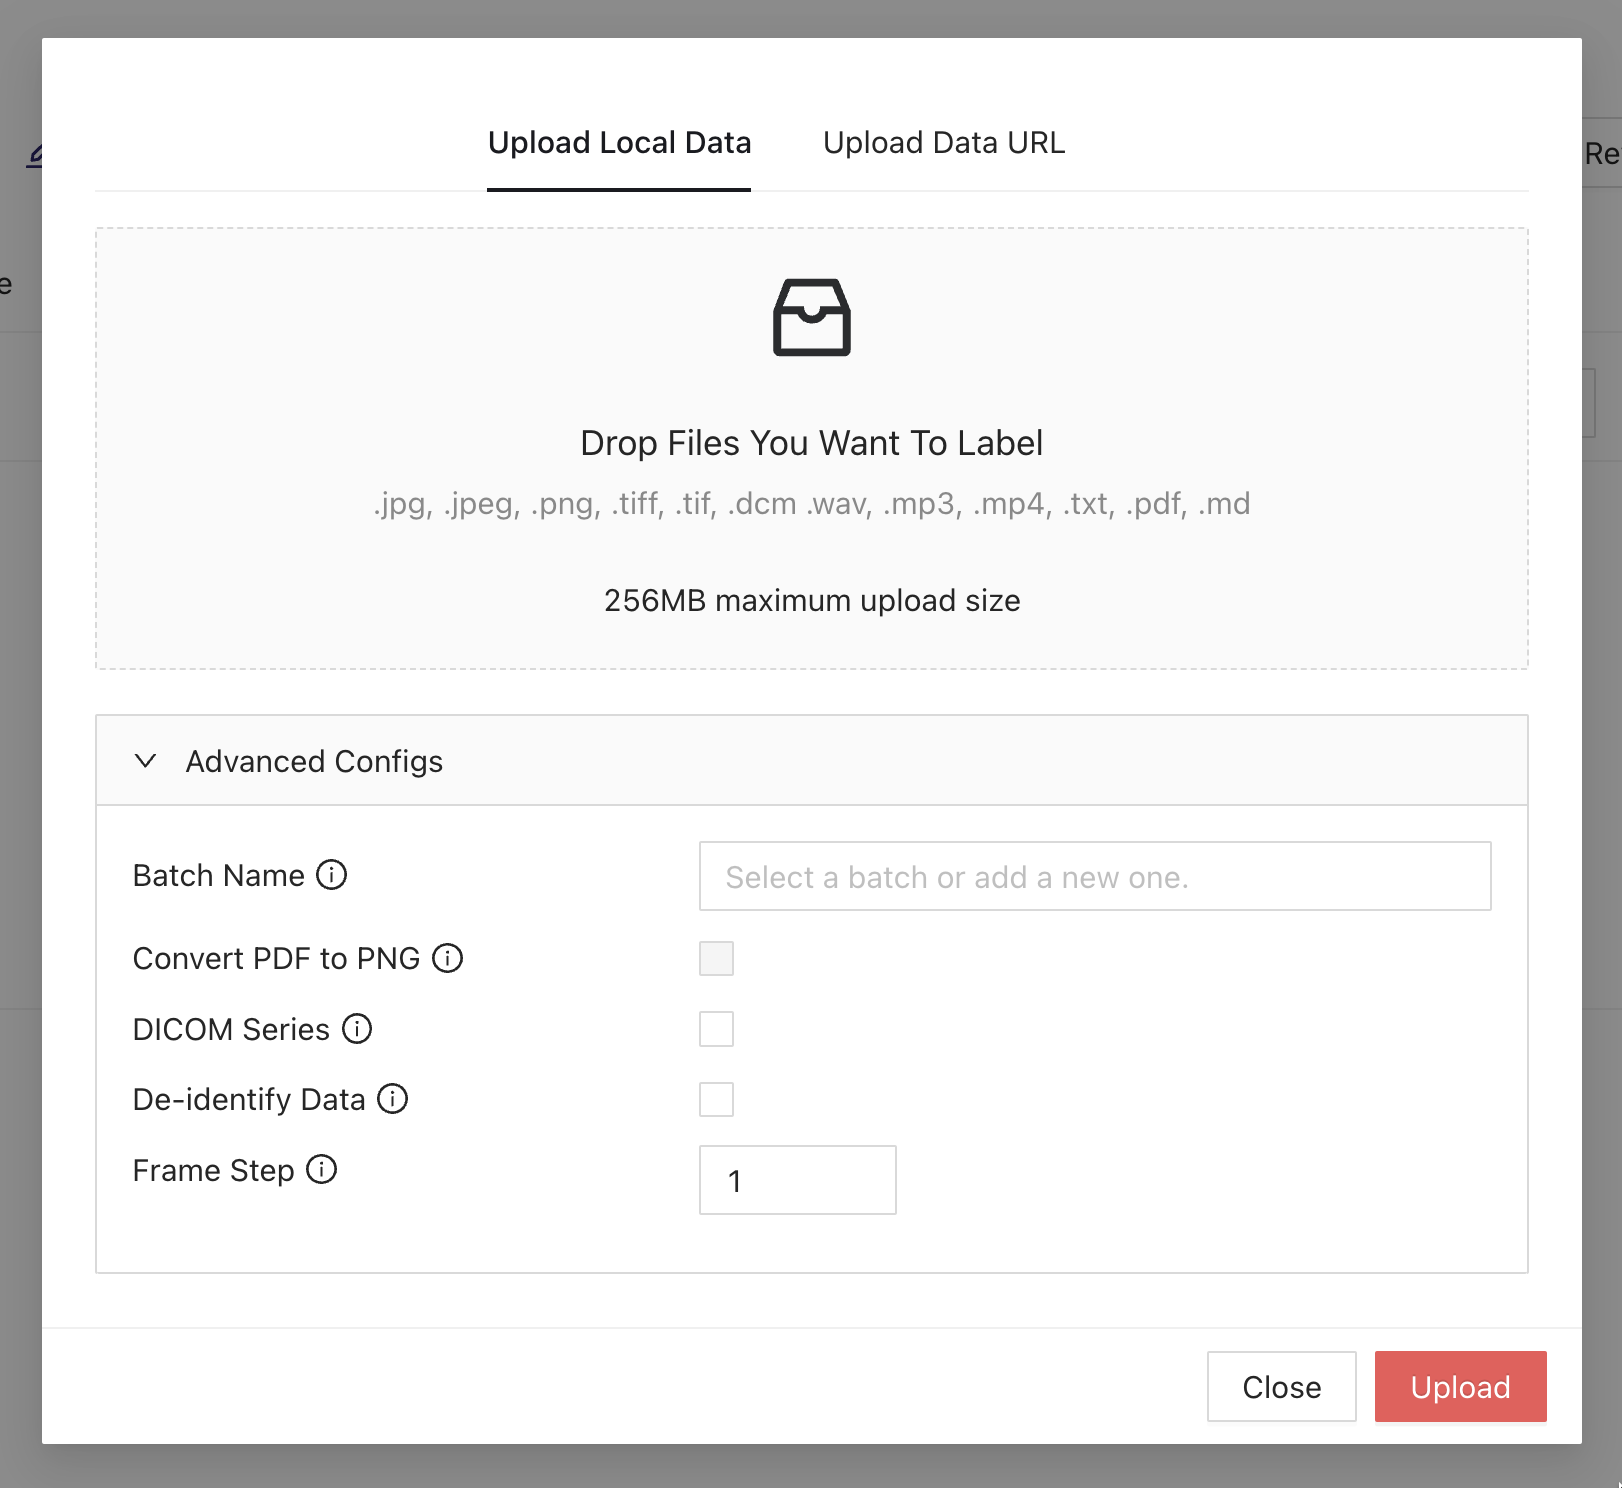 Upload Local Data
Upload Data URL
Re
e
Drop Files You Want To Label
.jpg, .jpeg, .png, .tiff, .tif, .dcm .wav, .mp3, .mp4, .txt, .pdf, .md
256MB maximum upload size
Advanced Configs
Batch Name
Select a batch or add a new one.
Convert PDF to PNG
DICOM Series
De-identify Data
Frame Step
1
Close
Upload